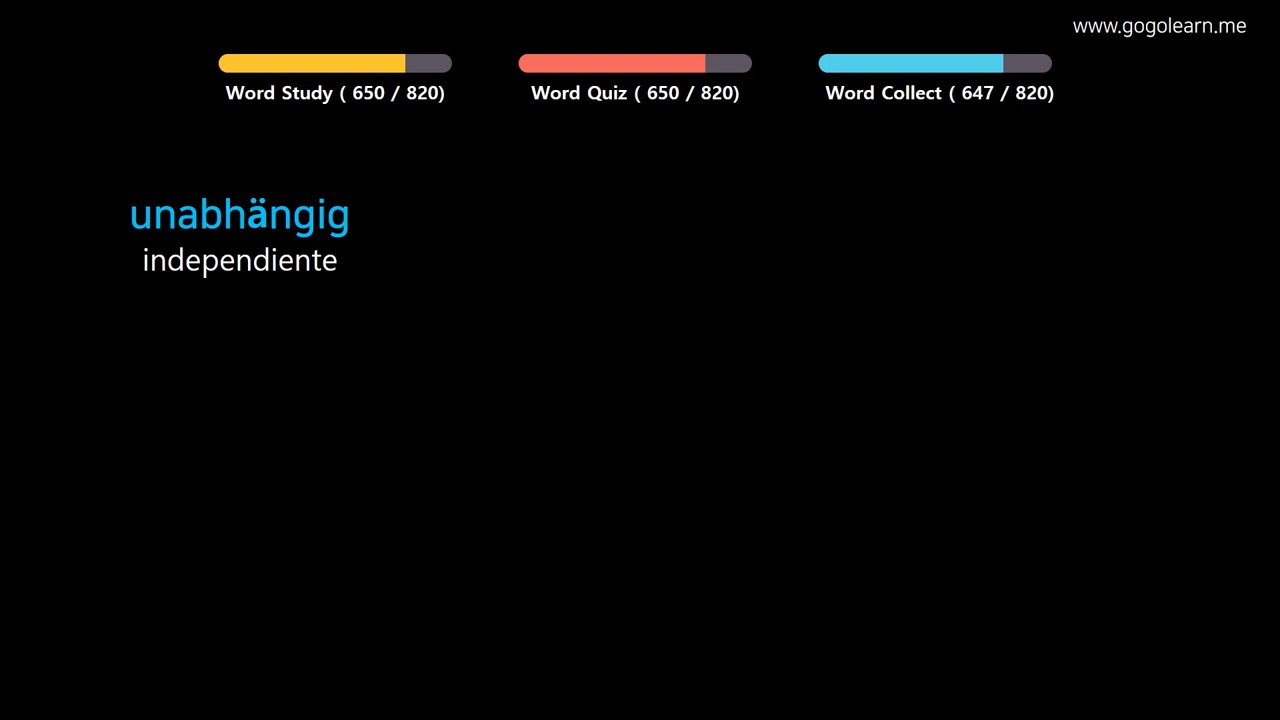 www.gogolearn.me
Word Study ( 650 / 820)
Word Quiz ( 650 / 820)
Word Collect ( 647 / 820)
unabhängig
independiente